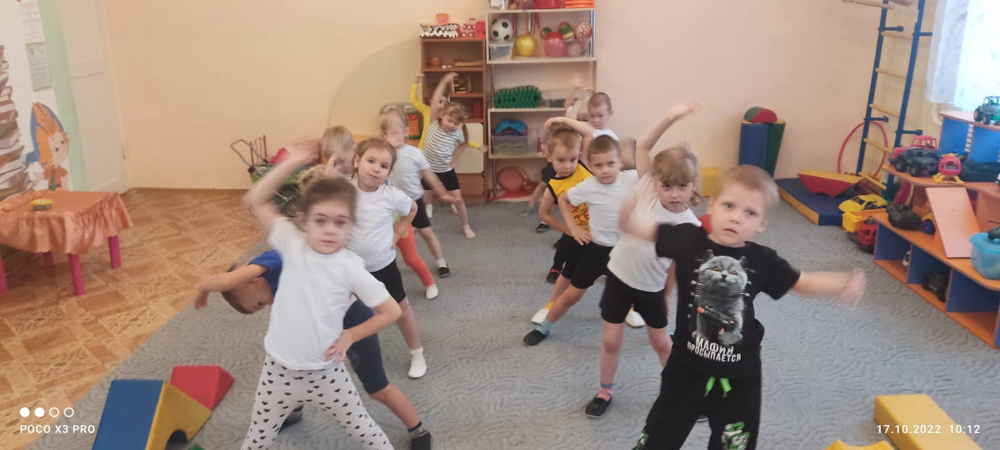 МАФИЯ
ПРОСЫПАЕТСЯ
POCO X3 PRO
17.10.2022 10:12